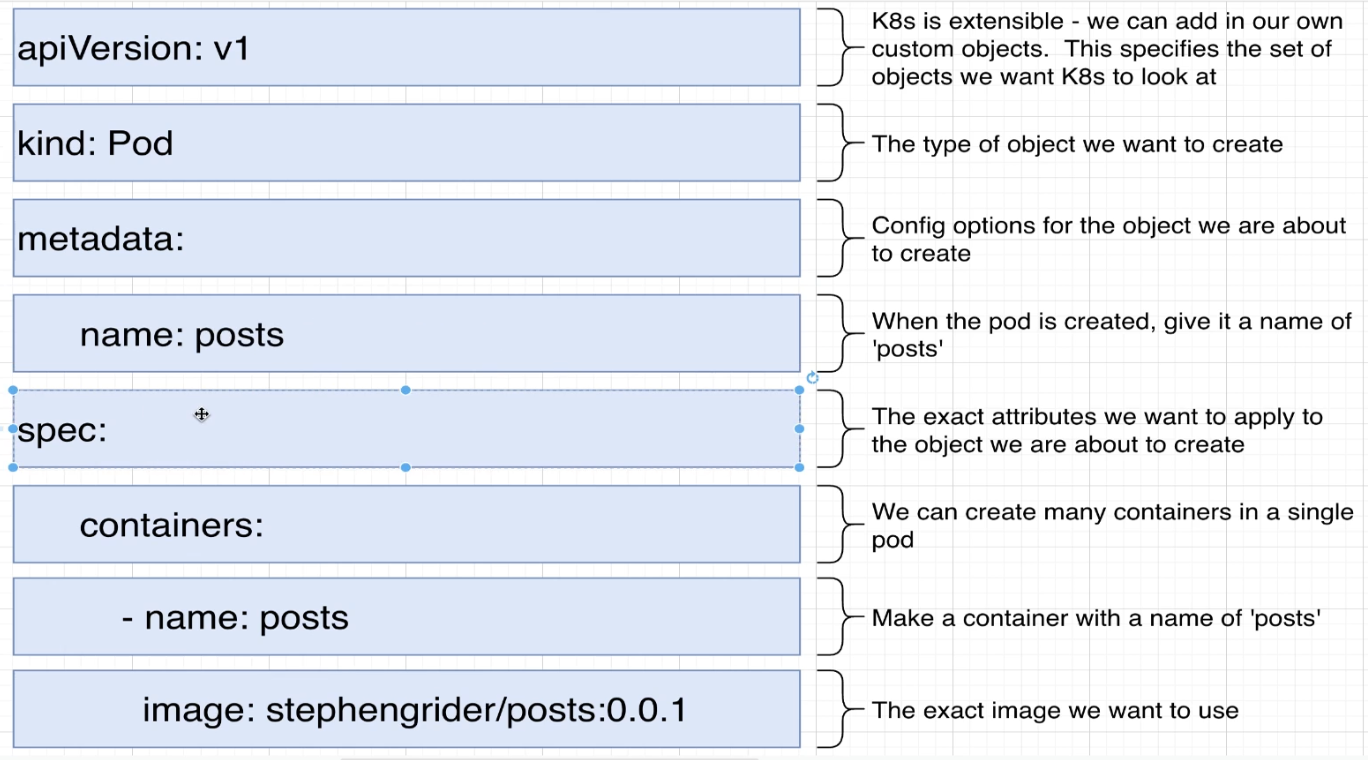 apiVersion: v1
K8s is extensible - we can add in our own
custom objects.  This specifies the set of
objects we want K8s to look at
kind: Pod
The type of object we want to create
metadata:
Config options for the object we are about
to create
name: posts
When the pod is created, give it a name of
'posts'
spec:
The exact attributes we want to apply to
the object we are about to create
containers:
We can create many containers in a single
pod
- name: posts
Make a container with a name of 'posts'
image: stephengrider/posts:0.0.1
The exact image we want to use